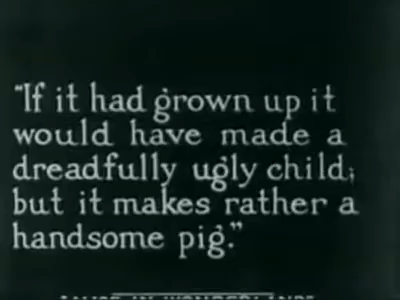 "If it had grown up it
would have made a
dreadfully ugly child;
but it makes rather a
handsome pig."